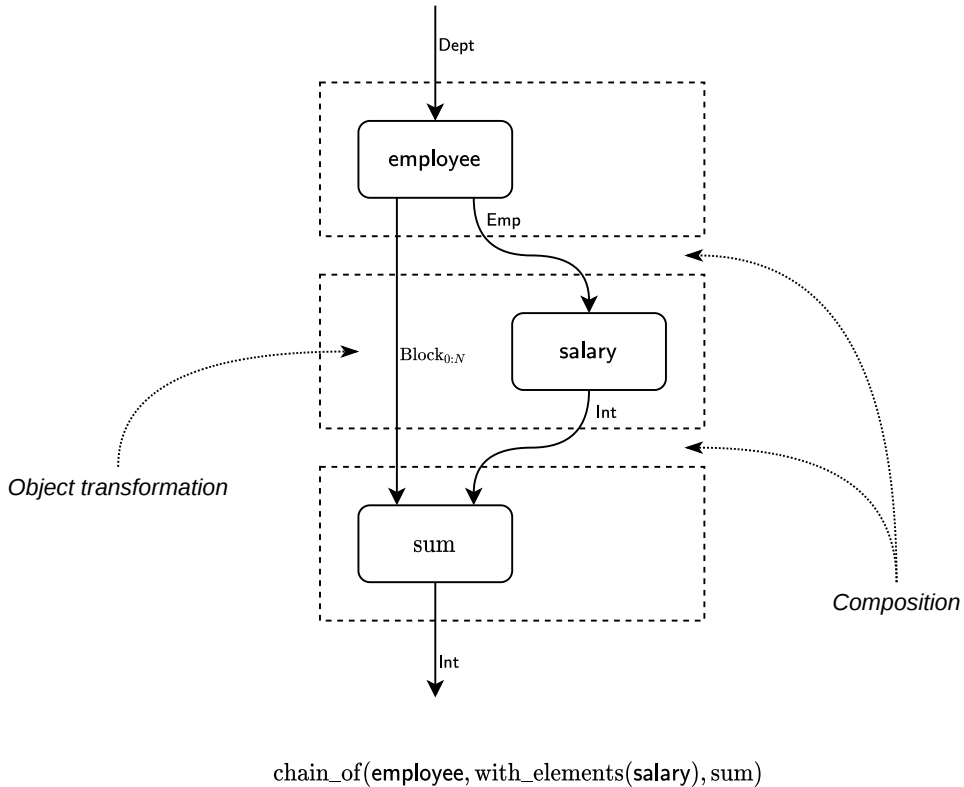 Dept
employee
Emp
Block₀:N
salary
Int
Object transformation
sum
Composition
Int
chain_of(employee, with_elements(salary), sum)